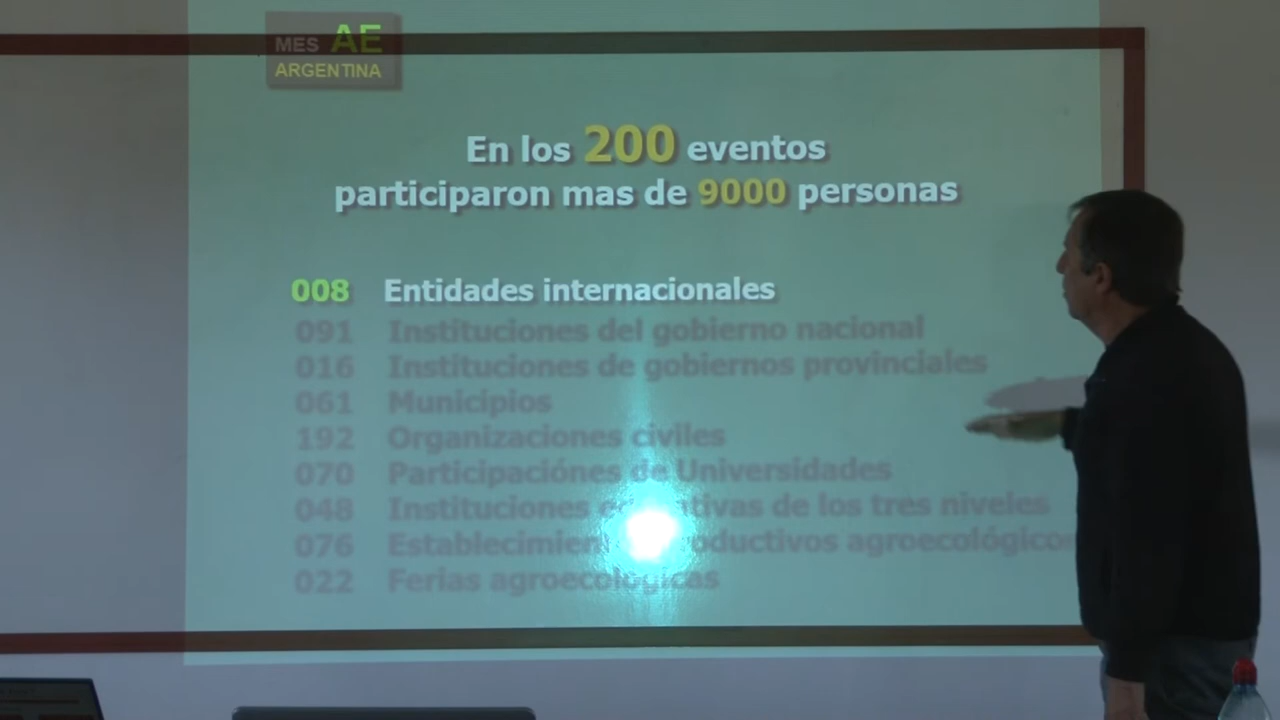 MES AE
ARGENTINA
En los 200 eventos
participaron mas de 9000 personas
008 Entidades internacionales
091 Instituciones del gobierno nacional
016 Instituciones de gobiernos provinciales
061 Municipios
192 Organizaciones civiles
070 Participaciónes de Universidades
048 Instituciones de los tres niveles
076 agroecológicos
022 Ferias agroecológicas